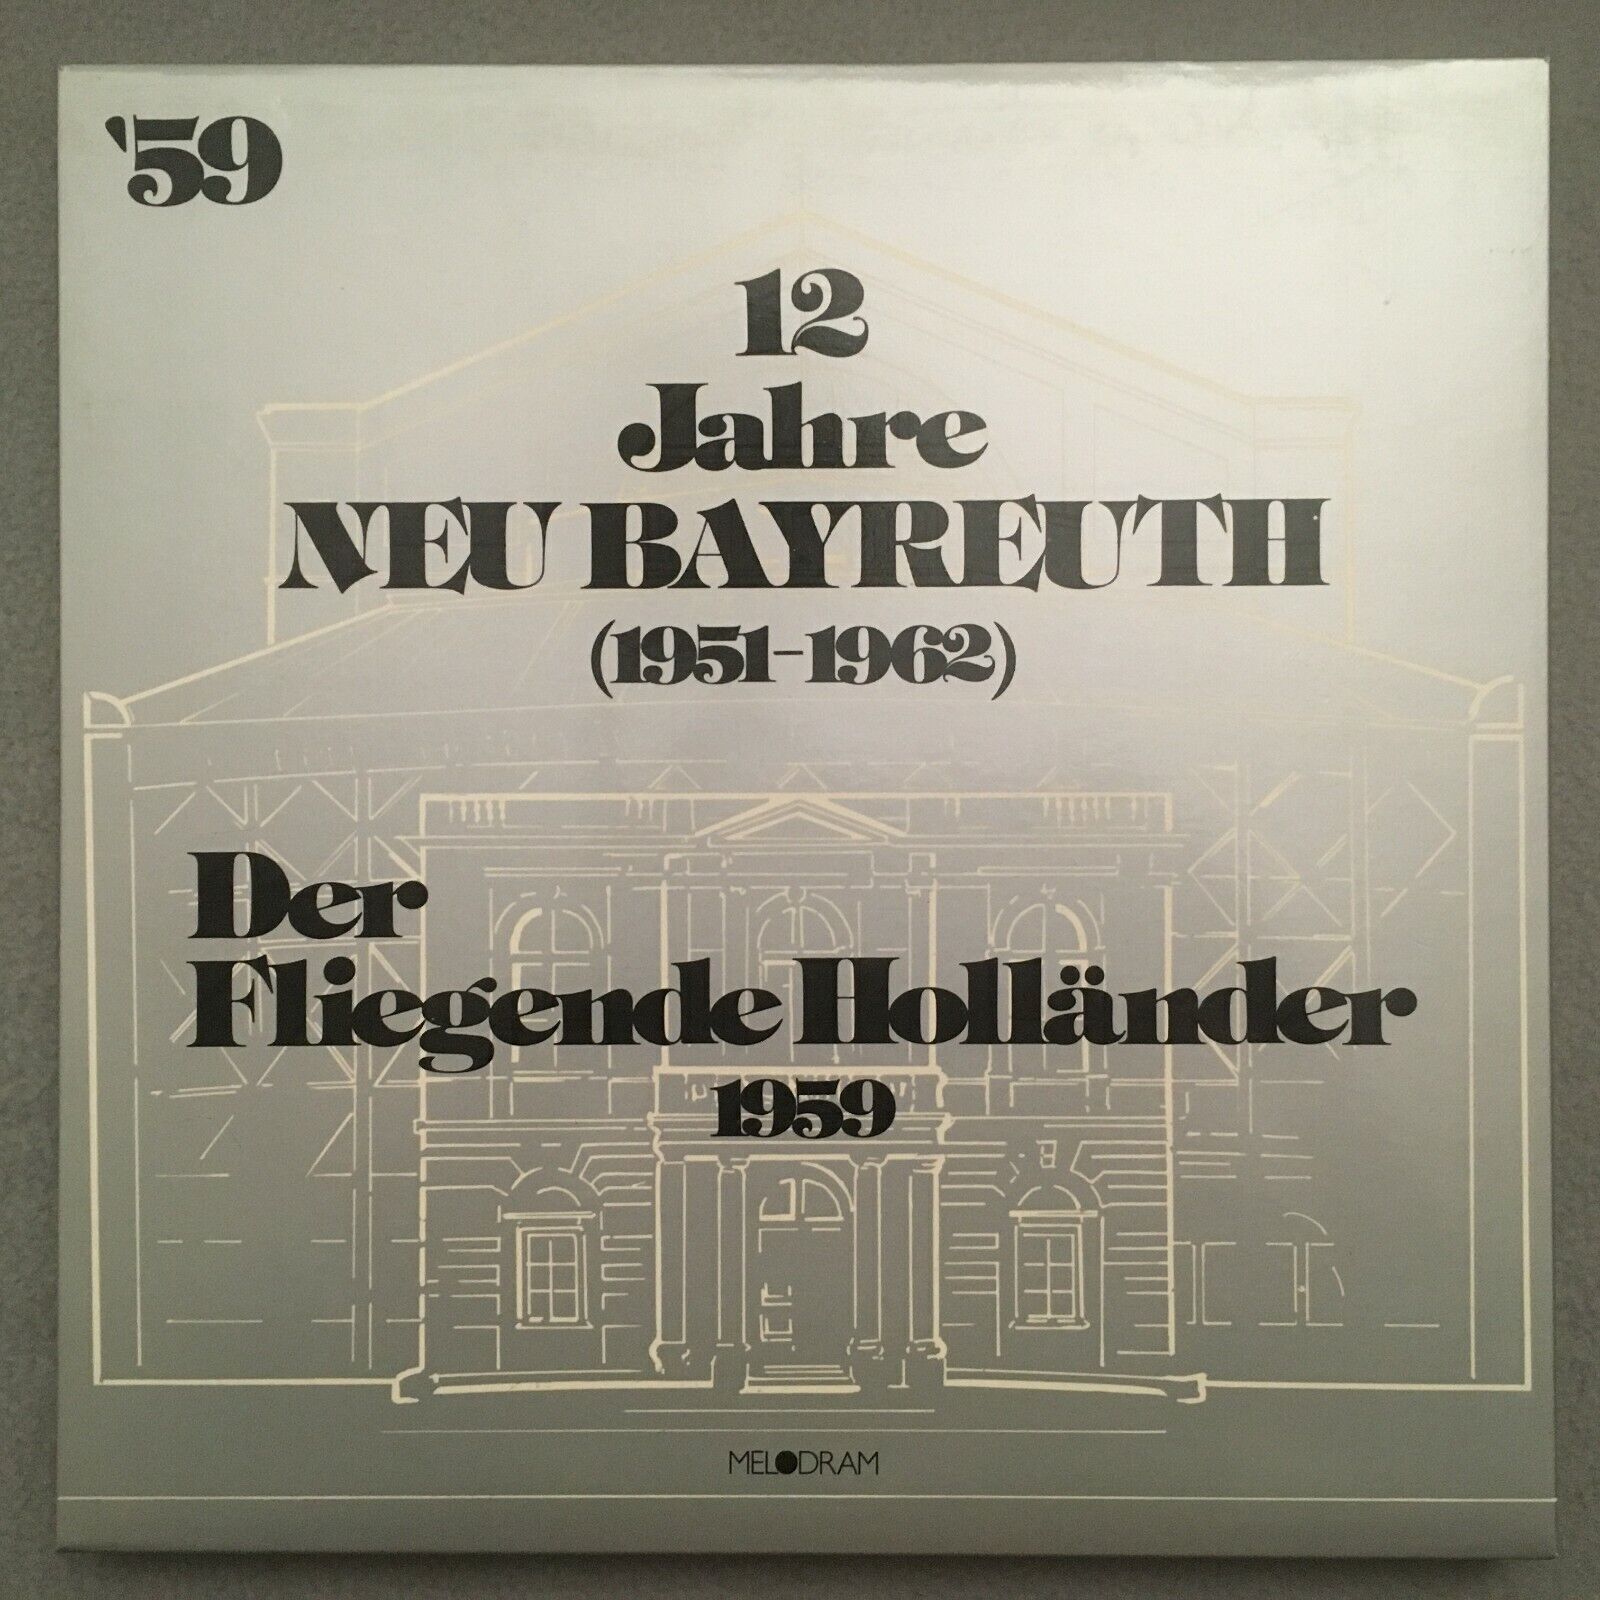 '59
12
Jahre
NEU BAYREUTH
(1951-1962)
Der
Fliegende Holländer
1959
MELODRAM